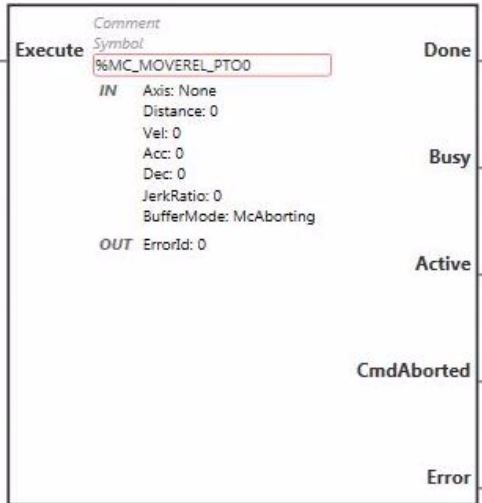 Comment
Execute Symbol Done
%MC_MOVEREL_PTO0
IN Axis: None
Distance: 0
Vel: 0
Acc: 0 Busy
Dec: 0
JerkRatio: 0
BufferMode: McAborting
OUT ErrorId: 0
Active
CmdAborted
Error